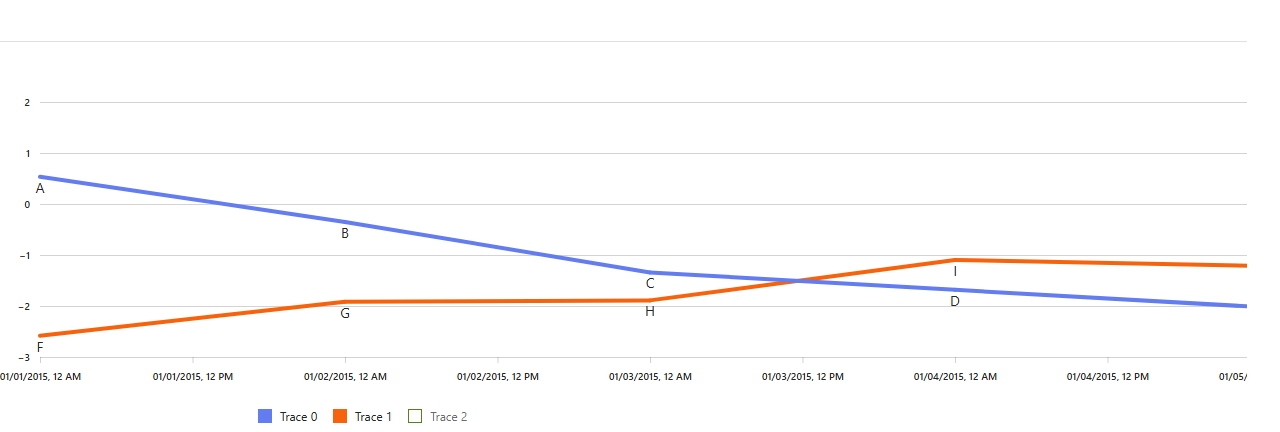 2
1
A
0
B
−1
I
C
D
−2
G
H
F
−3
01/01/2015, 12 AM 01/01/2015, 12 PM 01/02/2015, 12 AM 01/02/2015, 12 PM 01/03/2015, 12 AM 01/03/2015, 12 PM 01/04/2015, 12 AM 01/04/2015, 12 PM 01/05/
Trace 0 Trace 1 Trace 2